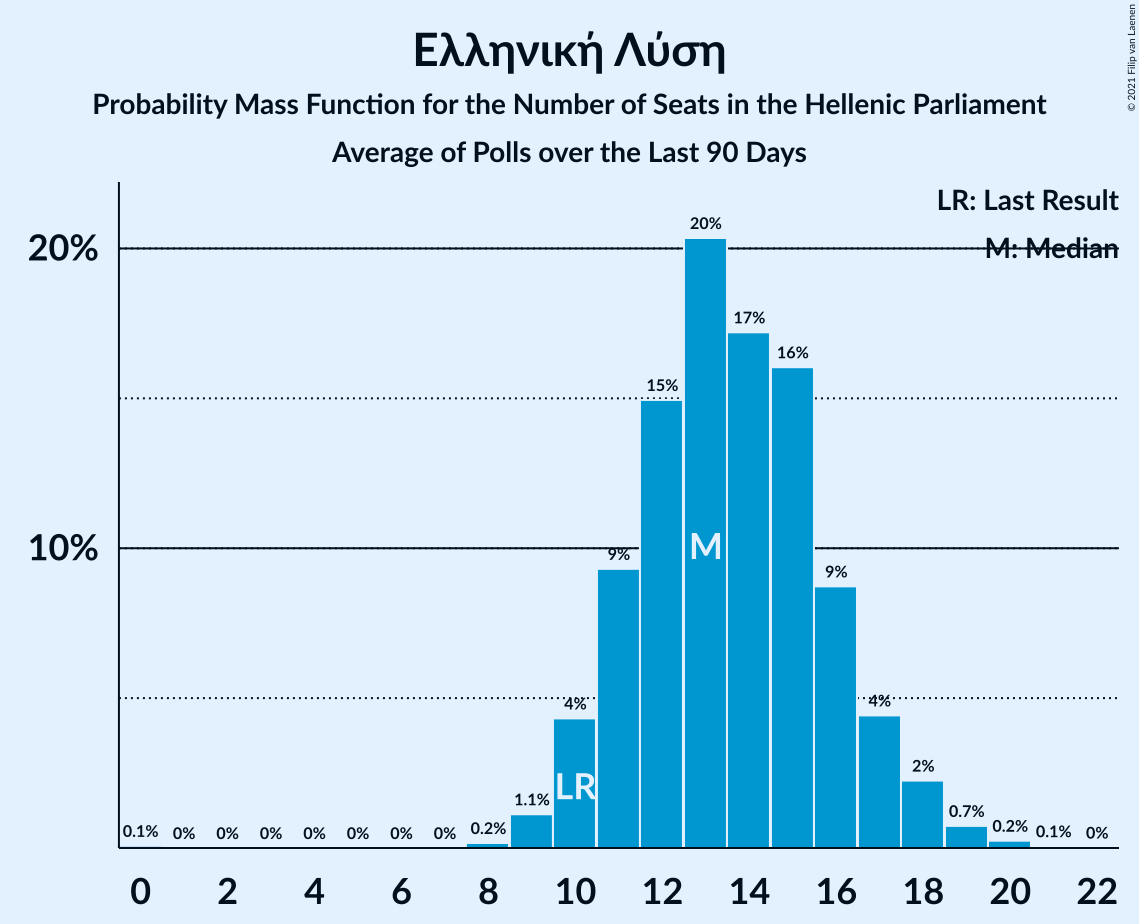 Ελληνική Λύση
Probability Mass Function for the Number of Seats in the Hellenic Parliament
Average of Polls over the Last 90 Days
© 2021 Filip van Laenen
LR: Last Result
M: Median
20%
10%
0.1% 0% 0% 0% 0% 0% 0% 0% 0.2% 1.1% 4% 9% 15% 20% 17% 16% 9% 4% 2% 0.7% 0.2% 0.1% 0%
M
LR
0 2 4 6 8 10 12 14 16 18 20 22